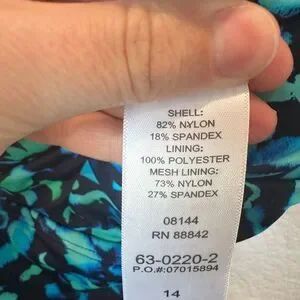 SHELL:
82% NYLON
18% SPANDEX
LINING:
100% POLYESTER
MESH LINING:
73% NYLON
27% SPANDEX
08144
RN 88842
63-0220-2
P.O.#:07015894
14